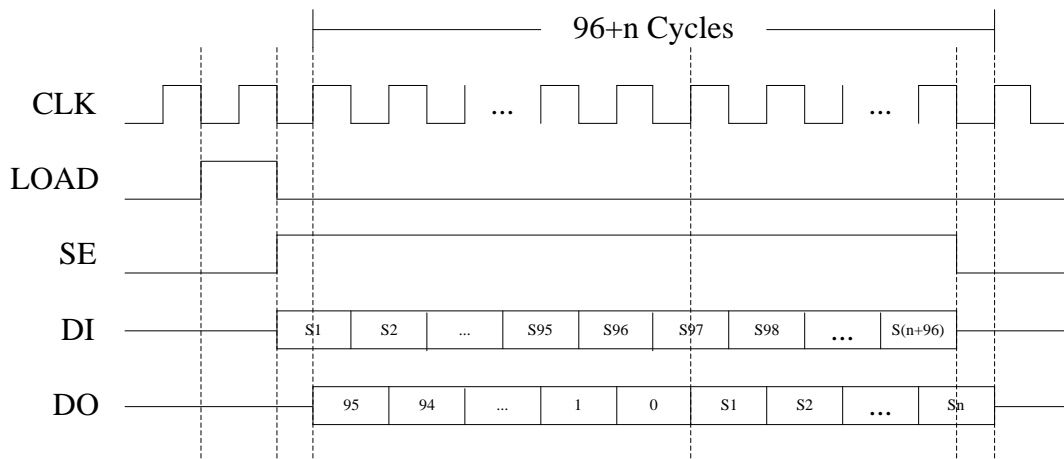 96+n Cycles
CLK ... ...
LOAD
SE
DI S1 S2 ... S95 S96 S97 S98 ... S(n+96)
DO 95 94 ... 1 0 S1 S2 ... Sn